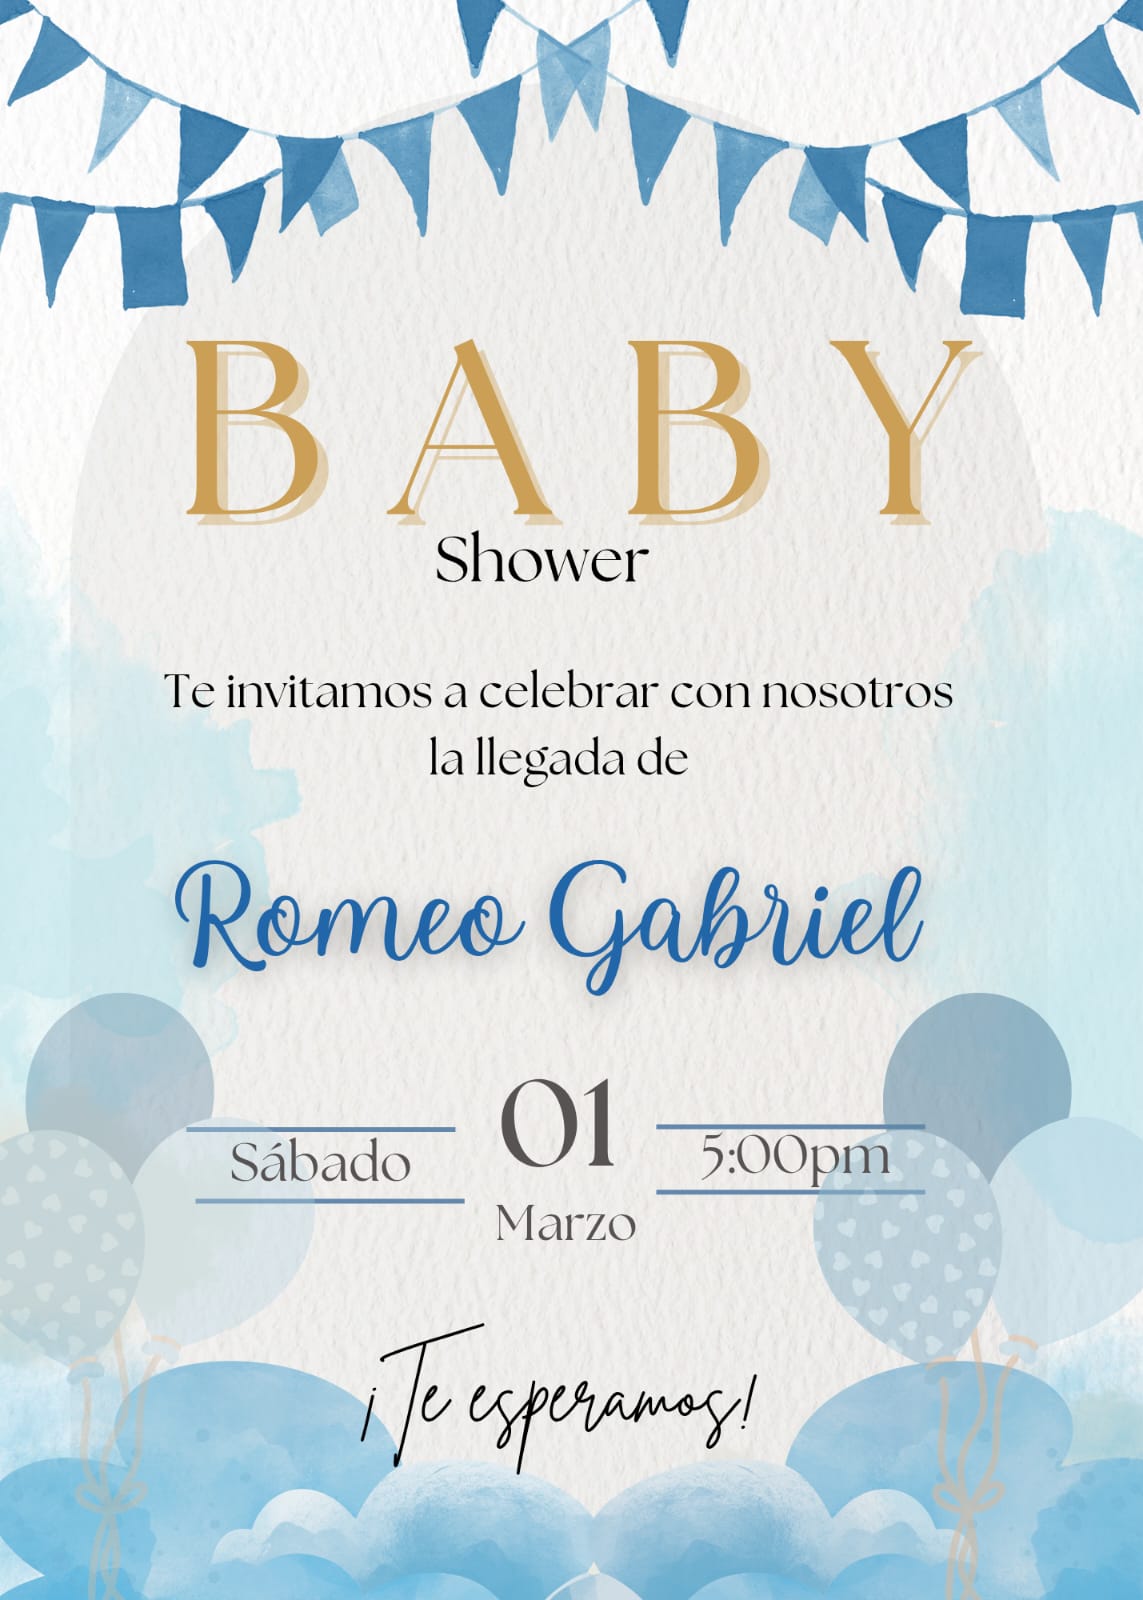 BABY
Shower
Te invitamos a celebrar con nosotros
la llegada de
Romeo Gabriel
Sábado
01
5:00pm
Marzo
¡Te esperamos!